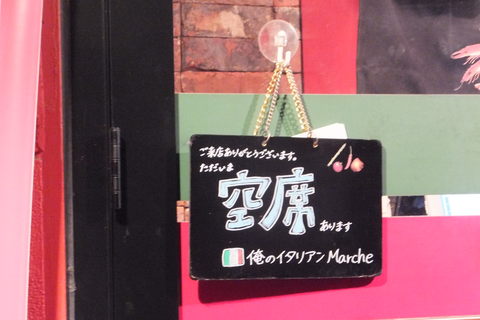 ご来店ありがとうございます。
ただいま
空席
あります
俺のイタリアン Marche